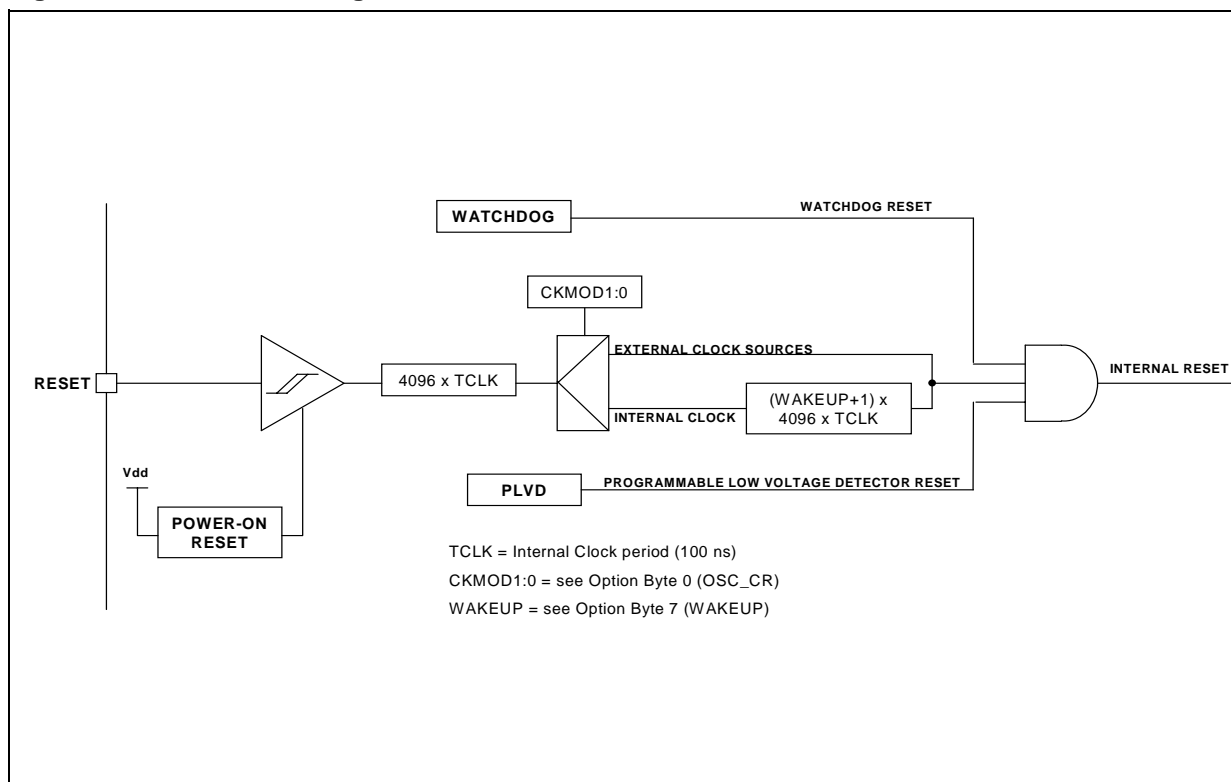 WATCHDOG
WATCHDOG RESET
CKMOD1:0
EXTERNAL CLOCK SOURCES
RESET
4096 x TCLK
INTERNAL CLOCK
(WAKEUP+1) x
4096 x TCLK
INTERNAL RESET
Vdd
POWER-ON
RESET
PLVD
PROGRAMMABLE LOW VOLTAGE DETECTOR RESET
TCLK = Internal Clock period (100 ns)
CKMOD1:0 = see Option Byte 0 (OSC_CR)
WAKEUP = see Option Byte 7 (WAKEUP)